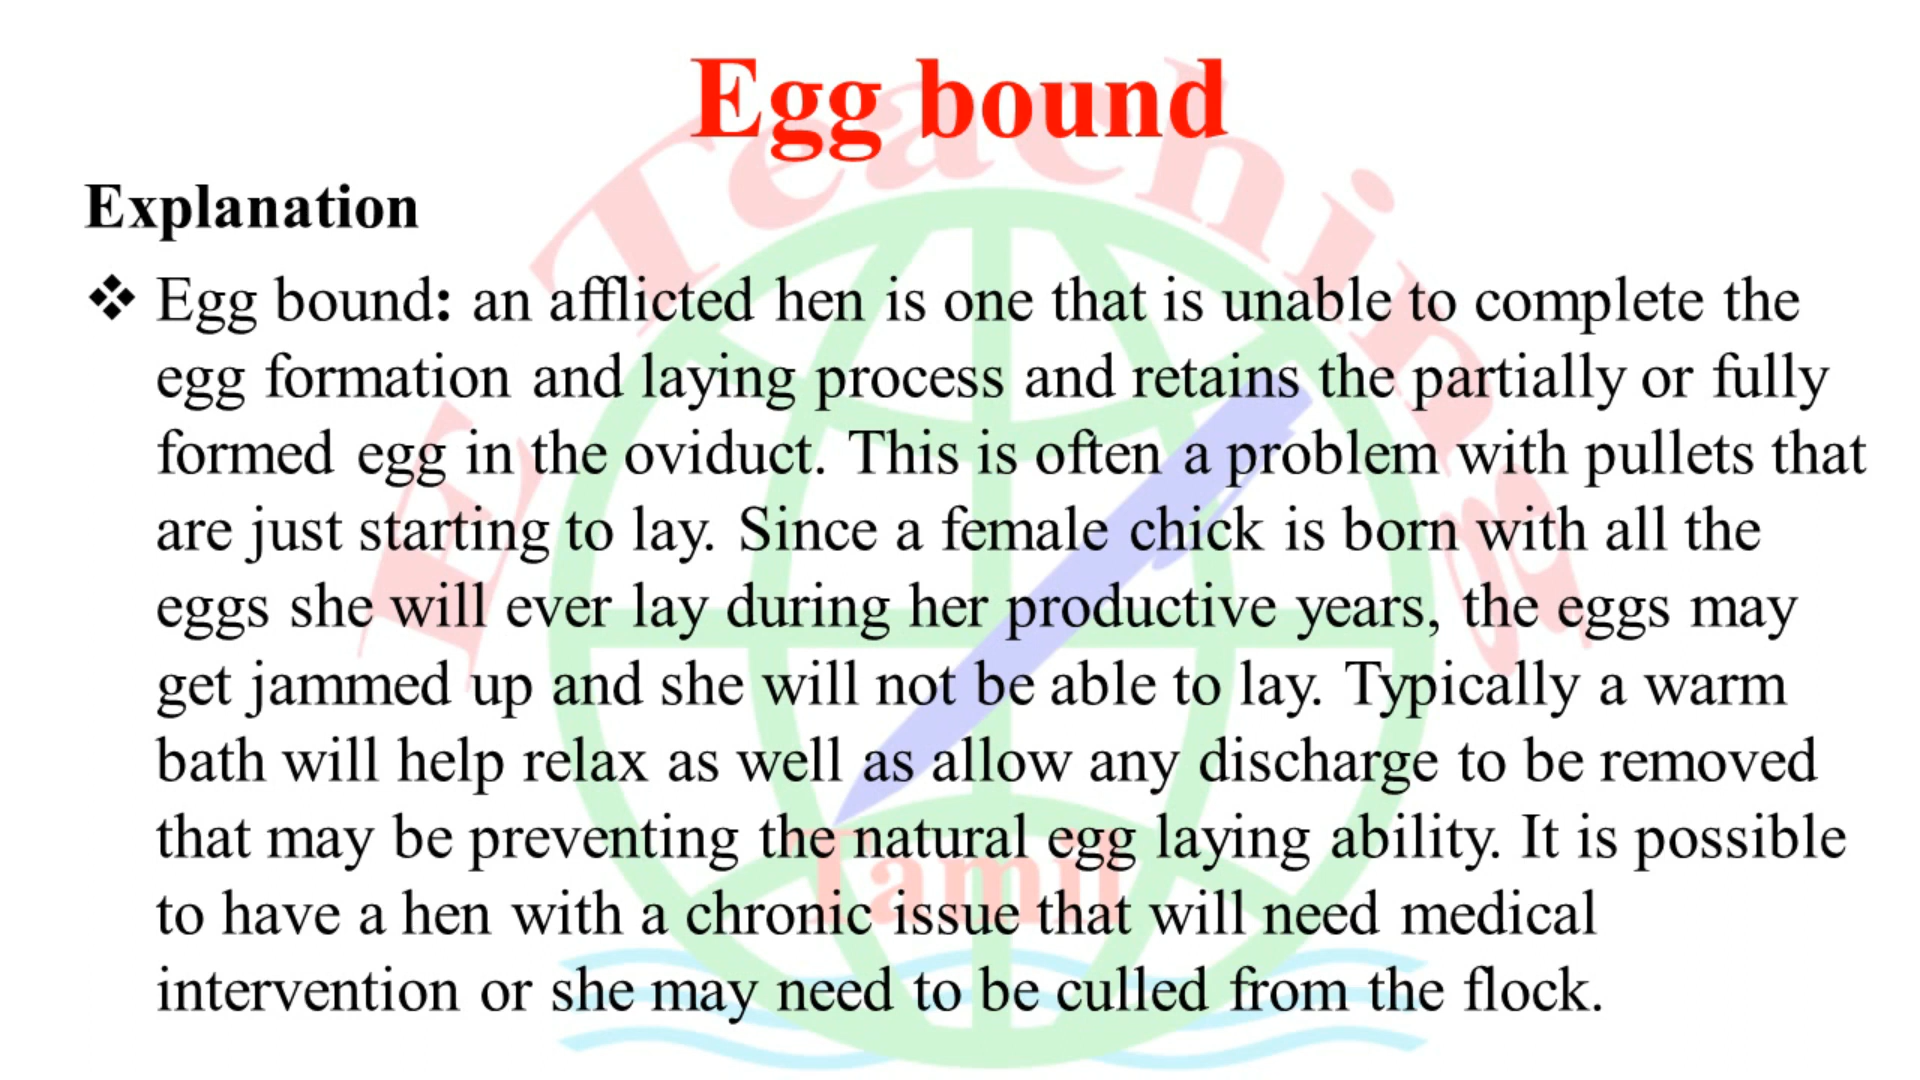 Egg bound
Explanation
❖ Egg bound: an afflicted hen is one that is unable to complete the
egg formation and laying process and retains the partially or fully
formed egg in the oviduct. This is often a problem with pullets that
are just starting to lay. Since a female chick is born with all the
eggs she will ever lay during her productive years, the eggs may
get jammed up and she will not be able to lay. Typically a warm
bath will help relax as well as allow any discharge to be removed
that may be preventing the natural egg laying ability. It is possible
to have a hen with a chronic issue that will need medical
intervention or she may need to be culled from the flock.
E Teaching
Tamil